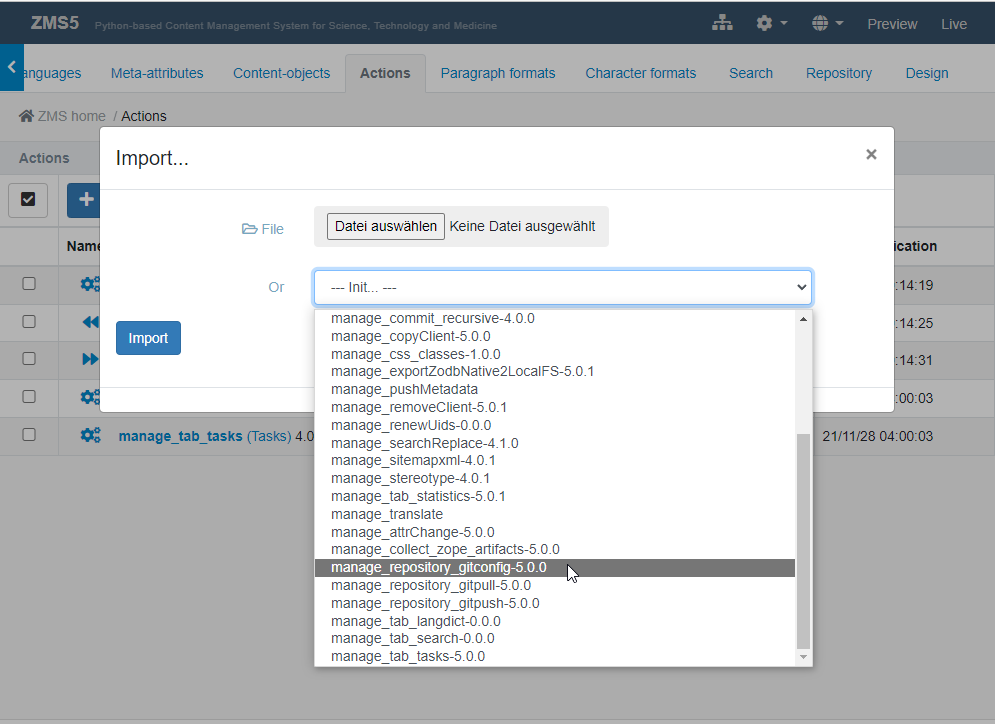 ZMS5 Python-based Content Management System for Science, Technology and Medicine Preview Live
anguages Meta-attributes Content-objects Actions Paragraph formats Character formats Search Repository Design
ZMS home / Actions
Actions
Import... ×
File Datei auswählen Keine Datei ausgewählt
Name ication
Or --- Init... ---
:14:19
manage_commit_recursive-4.0.0
:14:25
manage_copyClient-5.0.0
Import
manage_css_classes-1.0.0
:14:31
manage_exportZodbNative2LocalFS-5.0.1
manage_pushMetadata
:00:03
manage_removeClient-5.0.1
manage_renewUids-0.0.0
manage_tab_tasks (Tasks) 4.0 21/11/28 04:00:03
manage_searchReplace-4.1.0
manage_sitemapxml-4.0.1
manage_stereotype-4.0.1
manage_tab_statistics-5.0.1
manage_translate
manage_attrChange-5.0.0
manage_collect_zope_artifacts-5.0.0
manage_repository_gitconfig-5.0.0
manage_repository_gitpull-5.0.0
manage_repository_gitpush-5.0.0
manage_tab_langdict-0.0.0
manage_tab_search-0.0.0
manage_tab_tasks-5.0.0